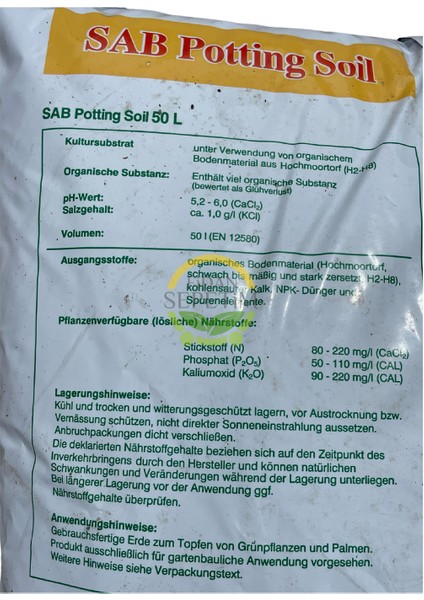 SAB Potting Soil
SAB Potting Soil 50 L
Kultursubstrat
unter Verwendung von organischem
Bodenmaterial aus Hochmoortorf (H2-H8)
Organische Substanz:
Enthält viel organische Substanz
(bewertet als Glühverlust)
pH-Wert:
5,2 - 6,0 (CaCl₂)
Salzgehalt:
ca. 1,0 g/l (KCl)
Volumen:
50 l (EN 12580)
Ausgangsstoffe:
organisches Bodenmaterial (Hochmoortorf,
schwach bis mäßig und stark zersetzt H2-H8),
kohlensaurer Kalk, NPK- Dünger und
Spurenelemente.
Pflanzenverfügbare (lösliche) Nährstoffe:
Stickstoff (N) 80 - 220 mg/l (CaCl₂)
Phosphat (P₂O₅) 50 - 110 mg/l (CAL)
Kaliumoxid (K₂O) 90 - 220 mg/l (CAL)
Lagerungshinweise:
Kühl und trocken und witterungsgeschützt lagern, vor Austrocknung bzw.
Vernässung schützen, nicht direkter Sonneneinstrahlung aussetzen.
Anbruchpackungen dicht verschließen.
Die deklarierten Nährstoffgehalte beziehen sich auf den Zeitpunkt des
Inverkehrbringens durch den Hersteller und können natürlichen
Schwankungen und Veränderungen während der Lagerung unterliegen.
Bei längerer Lagerung vor der Anwendung ggf.
Nährstoffgehalte überprüfen.
Anwendungshinweise:
Gebrauchsfertige Erde zum Topfen von Grünpflanzen und Palmen.
Produkt ausschließlich für gartenbauliche Anwendung vorgesehen.
Weitere Hinweise siehe Verpackungstext.